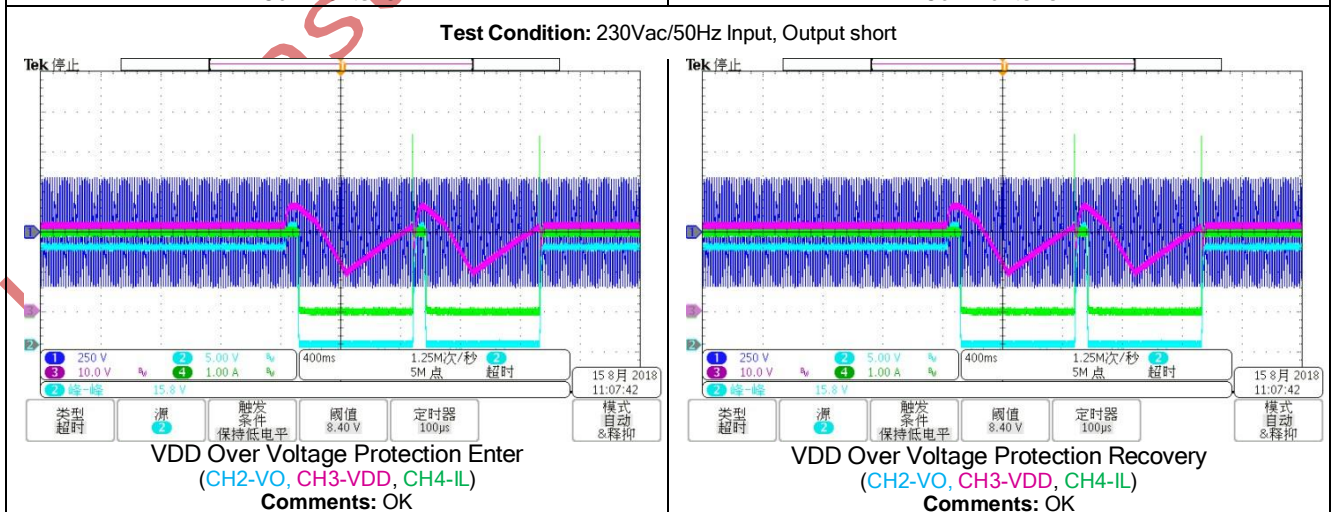 Test Condition: 230Vac/50Hz Input, Output short
Tek 停止
1 250 V 2 5.00 V
3 10.0 V 4 1.00 A
400ms 1.25M次/秒 2
5M 点 超时
2 峰-峰 15.8 V
15 8月 2018
11:07:42
类型
超时
源
2
触发
条件
保持低电平
阈值
8.40 V
定时器
100µs
模式
自动
&释抑
VDD Over Voltage Protection Enter
(CH2-VO, CH3-VDD, CH4-IL)
Comments: OK
Tek 停止
1 250 V 2 5.00 V
3 10.0 V 4 1.00 A
400ms 1.25M次/秒 2
5M 点 超时
2 峰-峰 15.8 V
15 8月 2018
11:07:42
类型
超时
源
2
触发
条件
保持低电平
阈值
8.40 V
定时器
100µs
模式
自动
&释抑
VDD Over Voltage Protection Recovery
(CH2-VO, CH3-VDD, CH4-IL)
Comments: OK